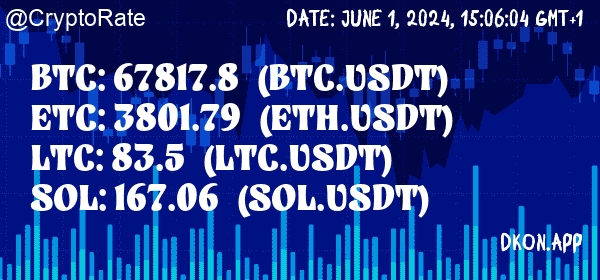 @CryptoRate
DATE: JUNE 1, 2024, 15:06:04 GMT+1
BTC: 67817.8 (BTC.USDT)
ETC: 3801.79 (ETH.USDT)
LTC: 83.5 (LTC.USDT)
SOL: 167.06 (SOL.USDT)
DKON.APP